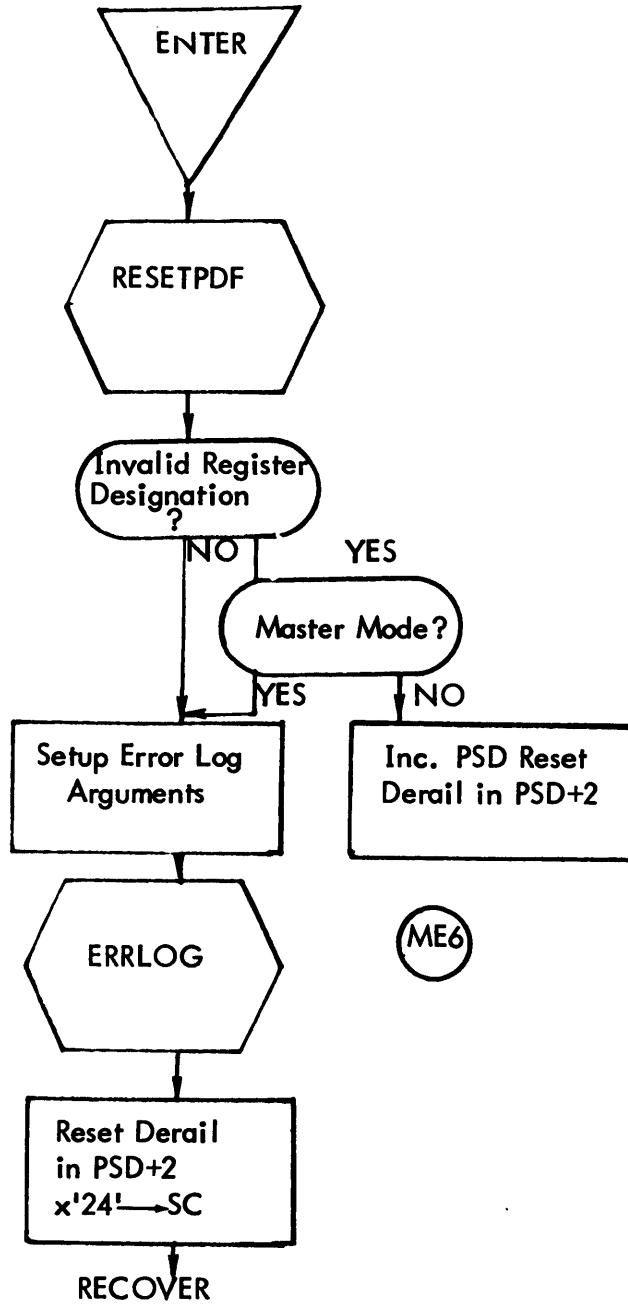 ENTER
RESETPDF
Invalid Register
Designation
?
NO
YES
Master Mode?
YES
NO
Setup Error Log
Arguments
Inc. PSD Reset
Derail in PSD+2
ERRLOG
ME6
Reset Derail
in PSD+2
x'24'→SC
RECOVER